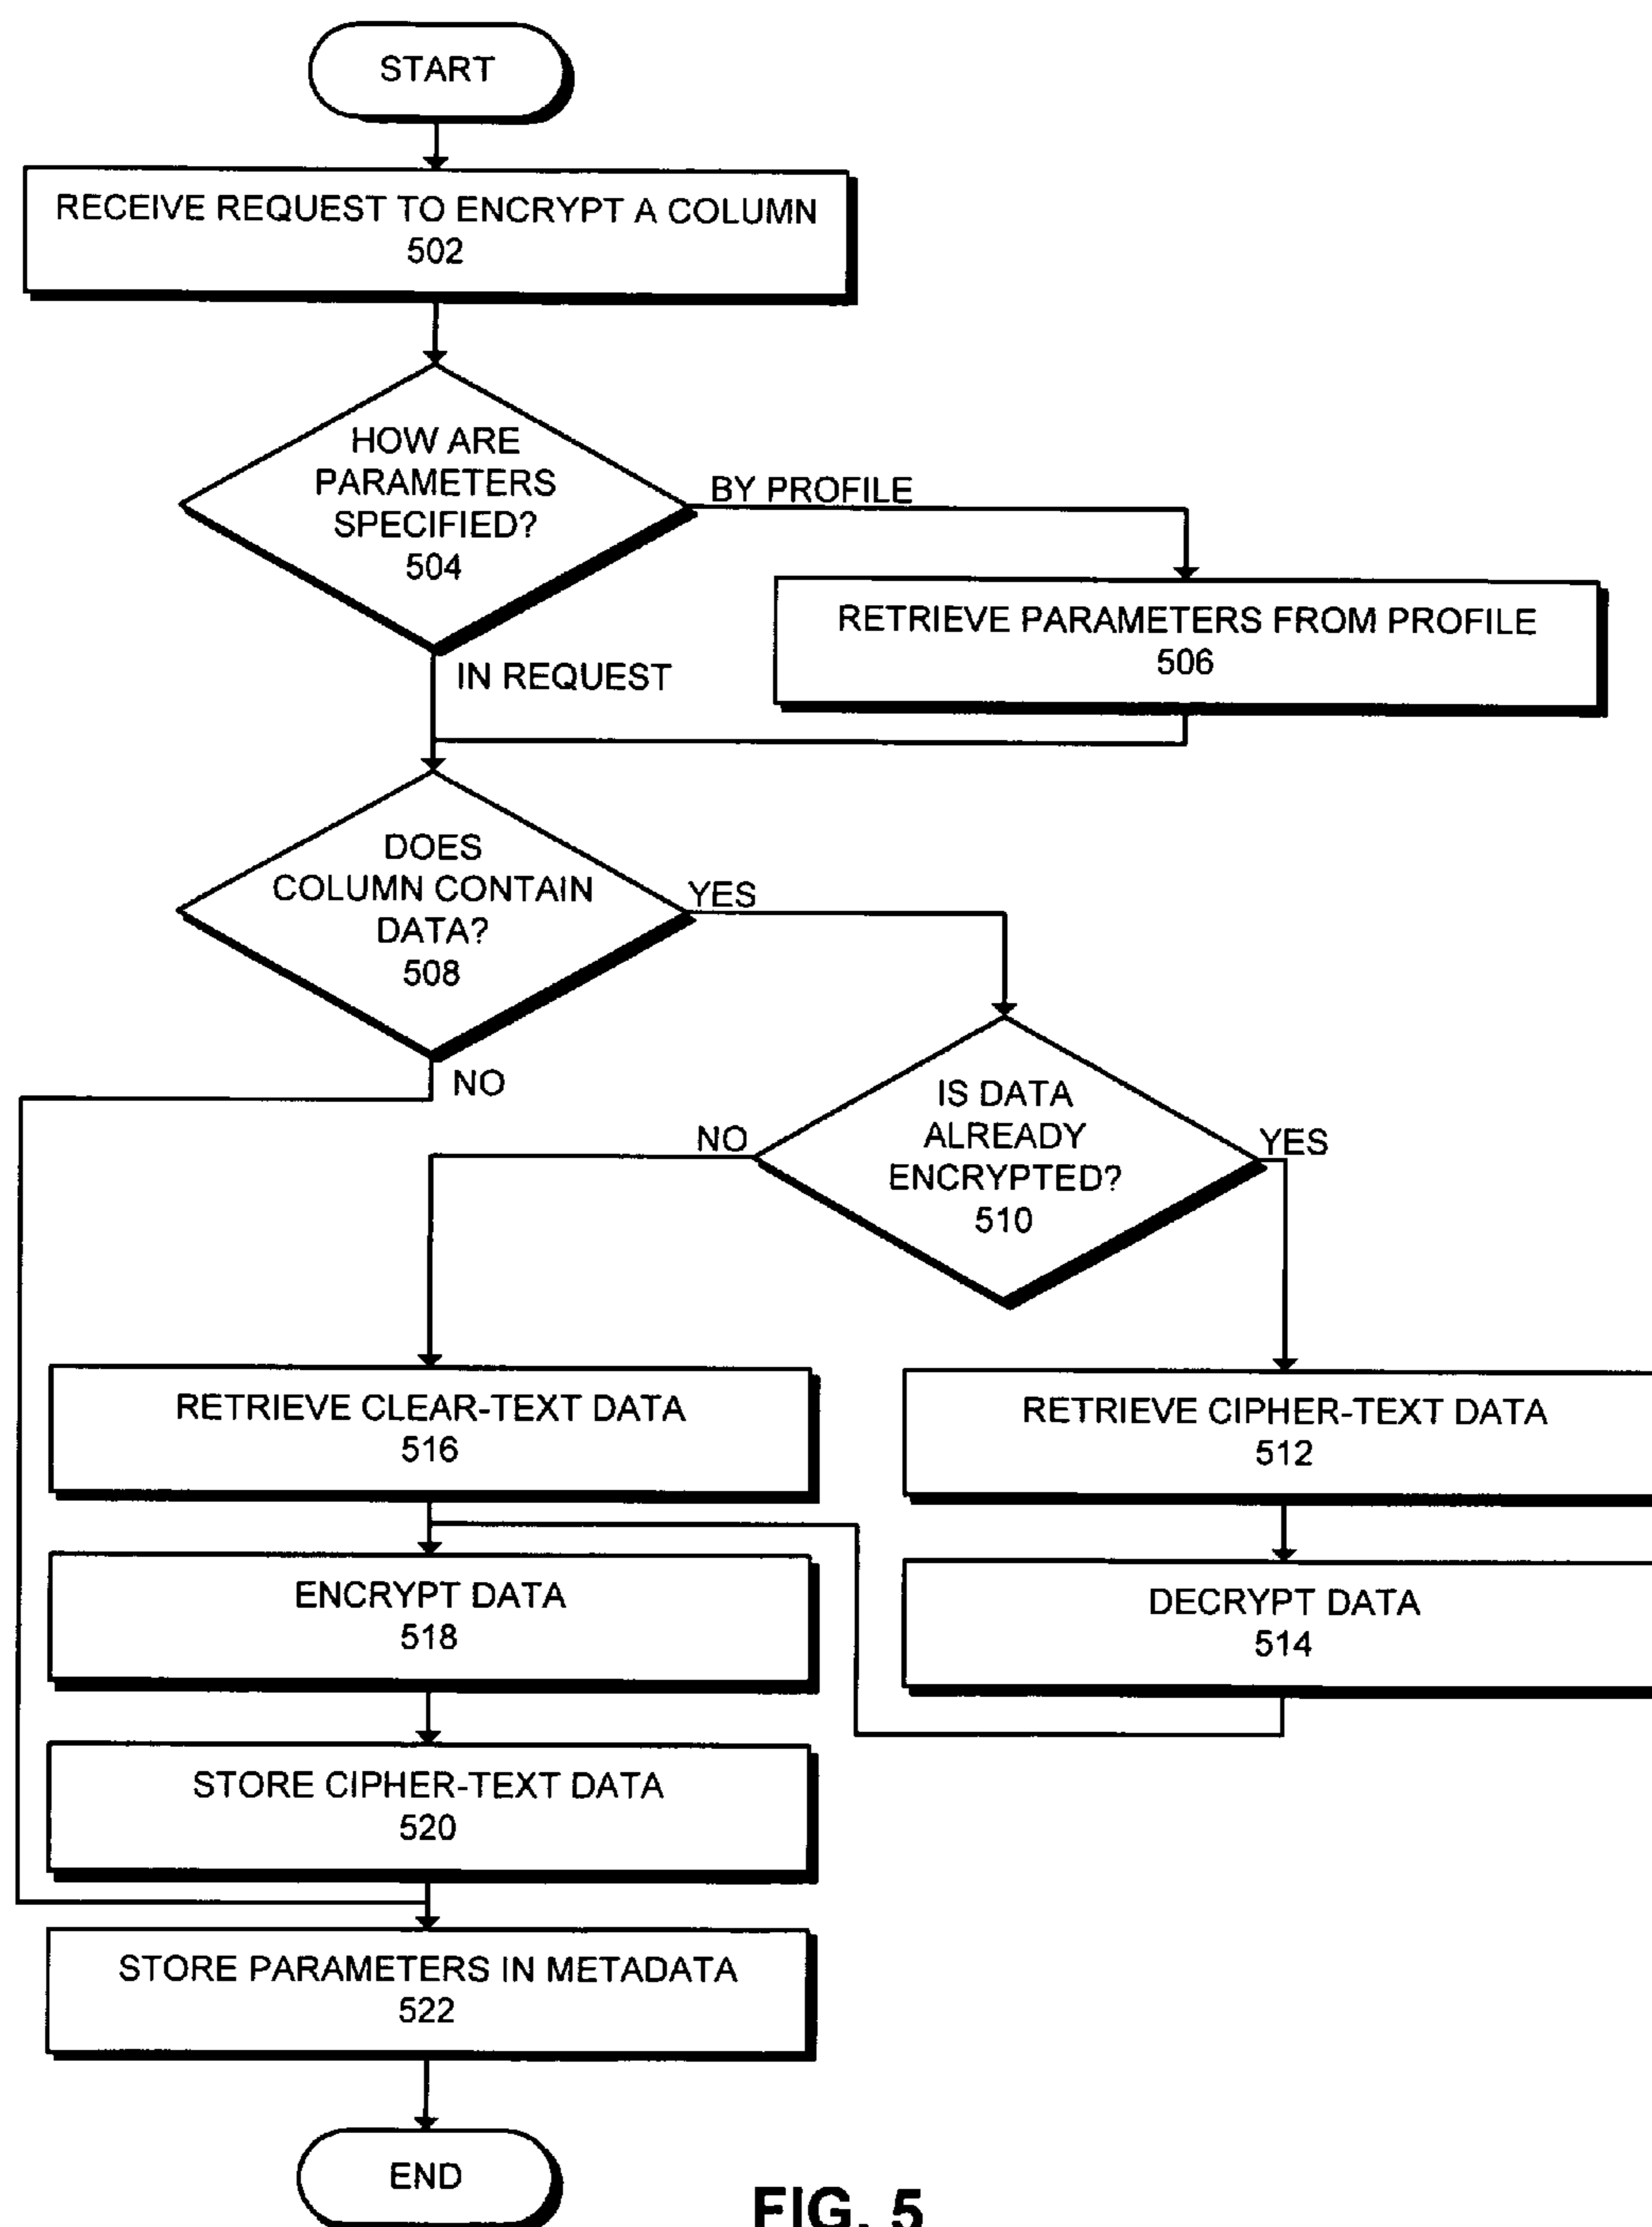 START
RECEIVE REQUEST TO ENCRYPT A COLUMN
502
HOW ARE
PARAMETERS
SPECIFIED?
504
BY PROFILE
RETRIEVE PARAMETERS FROM PROFILE
506
IN REQUEST
DOES
COLUMN CONTAIN
DATA?
508
YES
NO
IS DATA
ALREADY
ENCRYPTED?
510
NO
YES
RETRIEVE CLEAR-TEXT DATA
516
RETRIEVE CIPHER-TEXT DATA
512
ENCRYPT DATA
518
DECRYPT DATA
514
STORE CIPHER-TEXT DATA
520
STORE PARAMETERS IN METADATA
522
END
FIG. 5